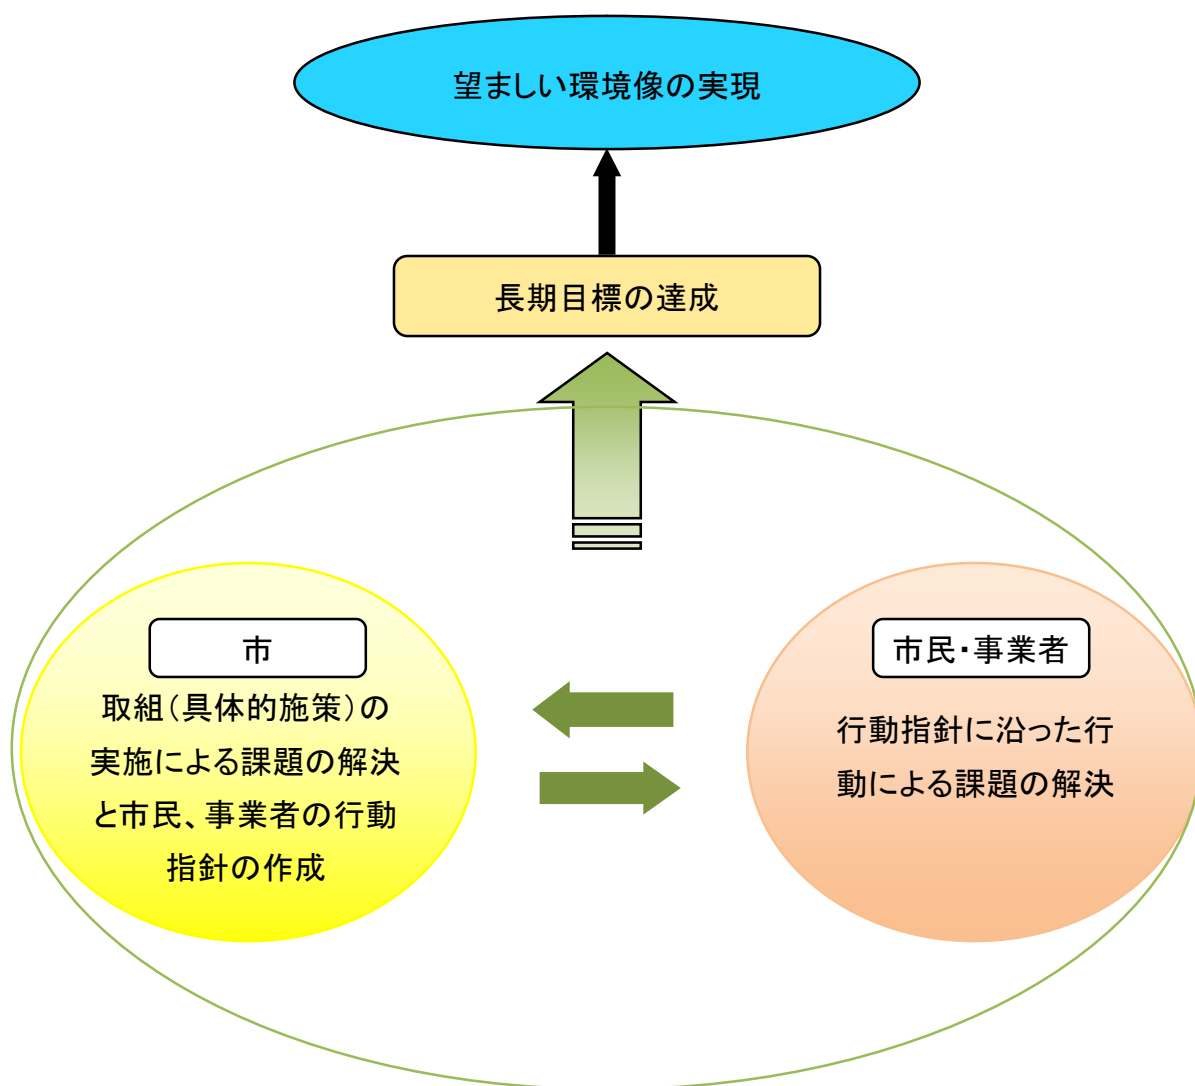 望ましい環境像の実現
長期目標の達成
市
取組(具体的施策)の
実施による課題の解決
と市民、事業者の行動
指針の作成
市民・事業者
行動指針に沿った行
動による課題の解決